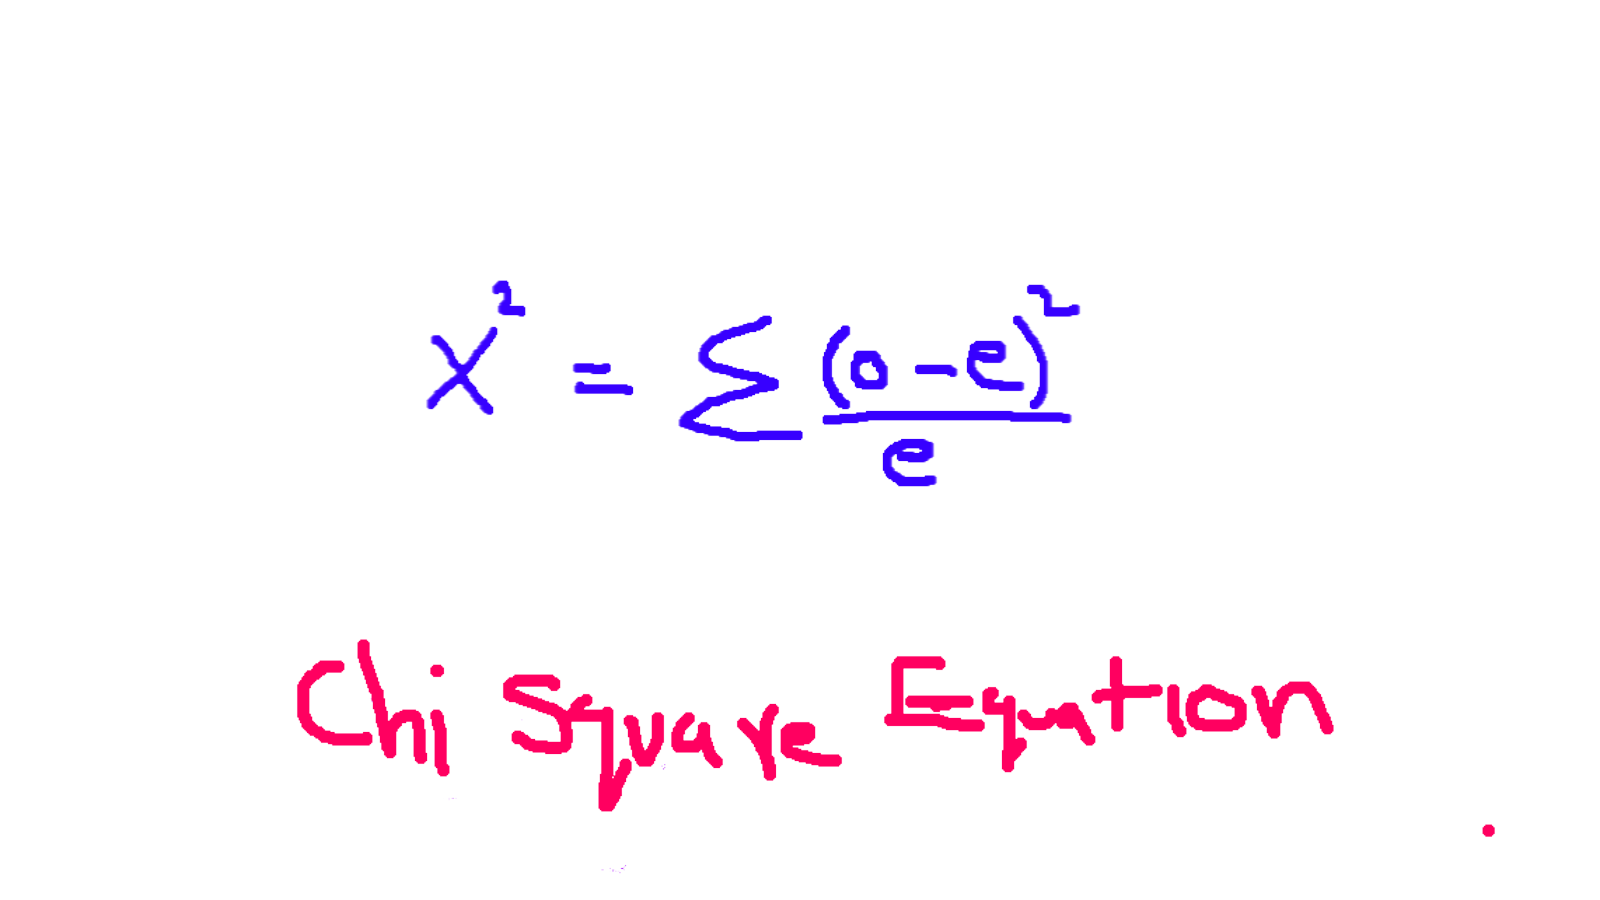 X² = Σ (o - e)² / e
Chi Square Equation